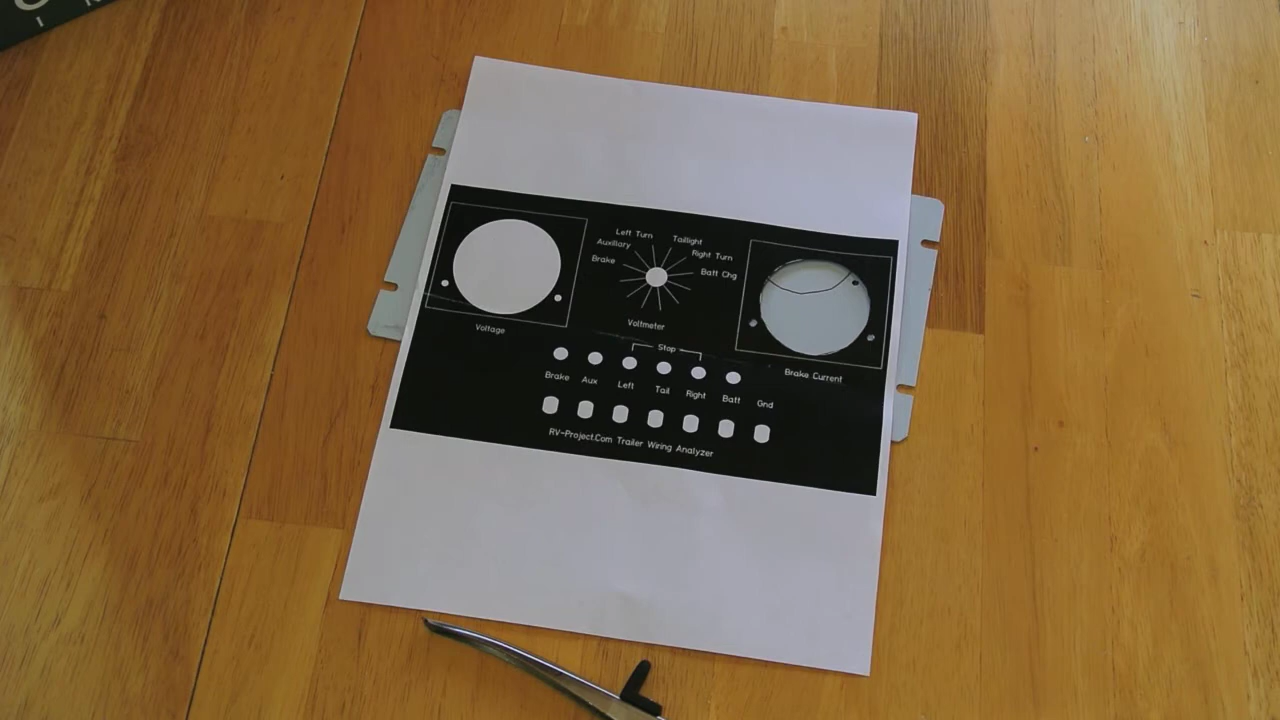 Left Turn
Taillight
Auxiliary
Right Turn
Brake
Batt Chg
Voltmeter
Voltage
Stop
Brake Current
Brake Aux Left Tail Right Batt Gnd
RV-Project.Com Trailer Wiring Analyzer